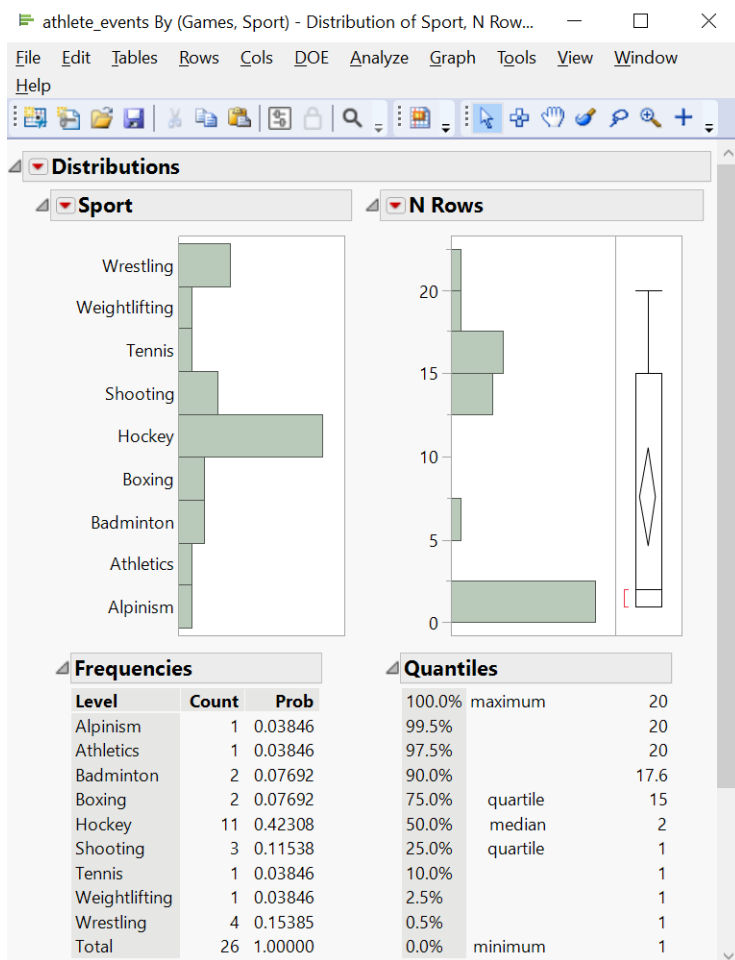 athlete_events By (Games, Sport) - Distribution of Sport, N Row...
File Edit Tables Rows Cols DOE Analyze Graph Tools View Window
Help
Distributions
Sport
Wrestling
Weightlifting
Tennis
Shooting
Hockey
Boxing
Badminton
Athletics
Alpinism
N Rows
20
15
10
5
0
Frequencies
Level Count Prob
Alpinism 1 0.03846
Athletics 1 0.03846
Badminton 2 0.07692
Boxing 2 0.07692
Hockey 11 0.42308
Shooting 3 0.11538
Tennis 1 0.03846
Weightlifting 1 0.03846
Wrestling 4 0.15385
Total 26 1.00000
Quantiles
100.0% maximum 20
99.5% 20
97.5% 20
90.0% 17.6
75.0% quartile 15
50.0% median 2
25.0% quartile 1
10.0% 1
2.5% 1
0.5% 1
0.0% minimum 1